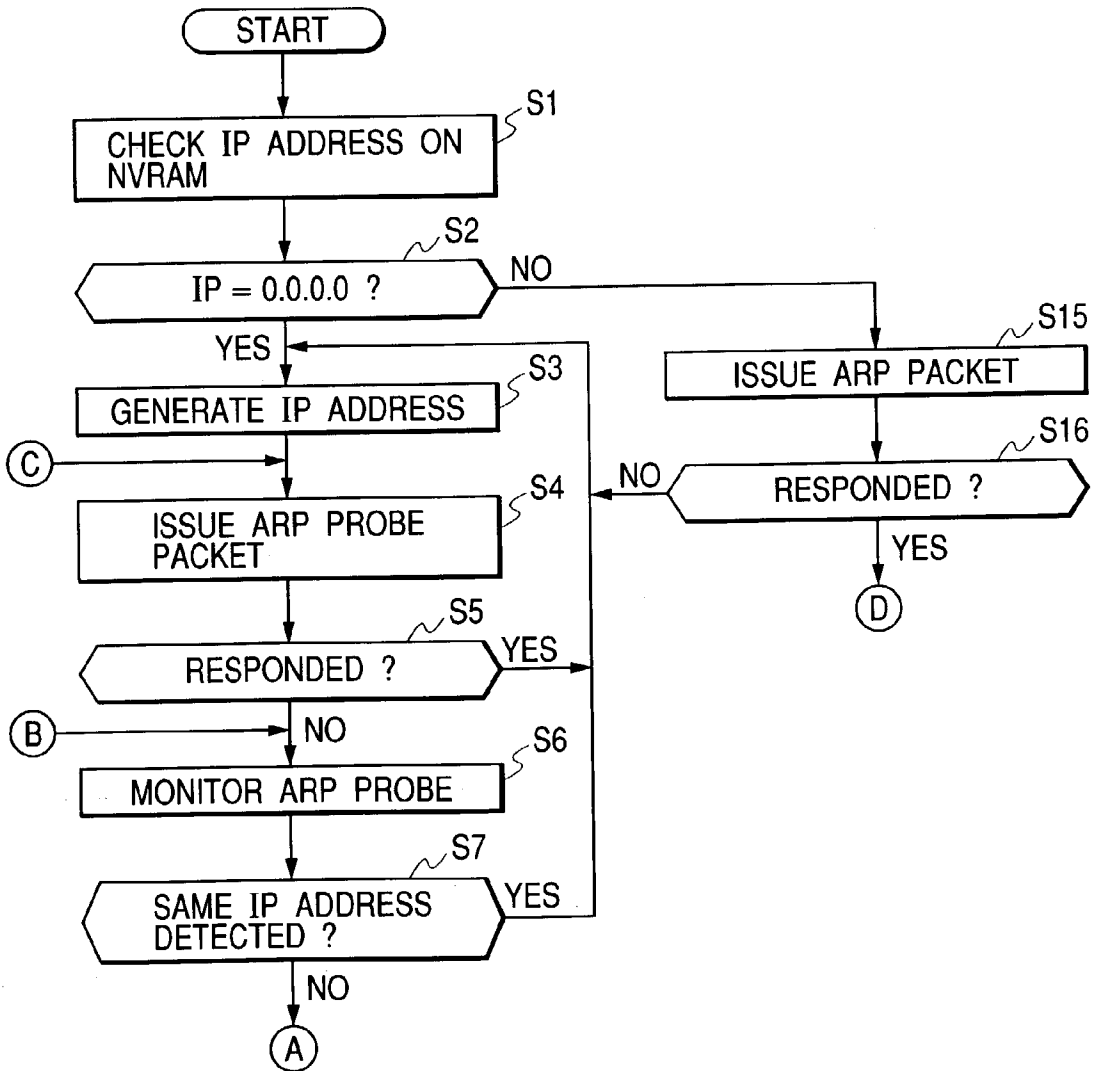 START
S1
CHECK IP ADDRESS ON
NVRAM
S2
IP = 0.0.0.0 ?
NO
YES
S15
ISSUE ARP PACKET
S3
GENERATE IP ADDRESS
C
S16
RESPONDED ?
NO
YES
D
S4
ISSUE ARP PROBE
PACKET
S5
RESPONDED ?
YES
B
NO
S6
MONITOR ARP PROBE
S7
SAME IP ADDRESS
DETECTED ?
YES
NO
A